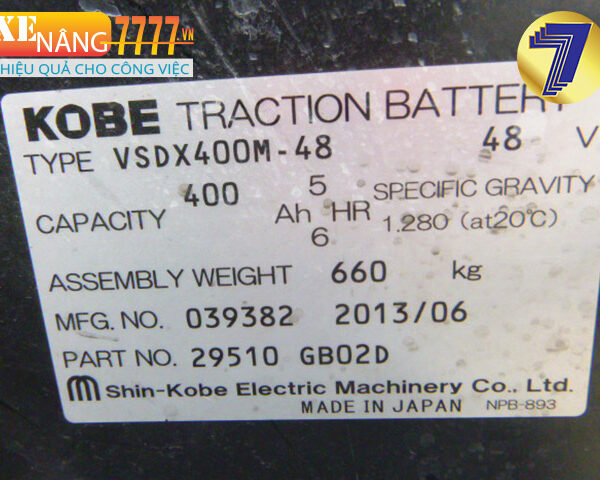 XE
NÂNG7777.VN
HIỆU QUẢ CHO CÔNG VIỆC
7
KOBE TRACTION BATTERY
TYPE VSDX400M-48 48 V
CAPACITY 400 Ah 5 HR SPECIFIC GRAVITY
6 1.280 (at20℃)
ASSEMBLY WEIGHT 660 kg
MFG. NO. 039382 2013/06
PART NO. 29510 GB02D
m Shin-Kobe Electric Machinery Co., Ltd.
MADE IN JAPAN NPB-893